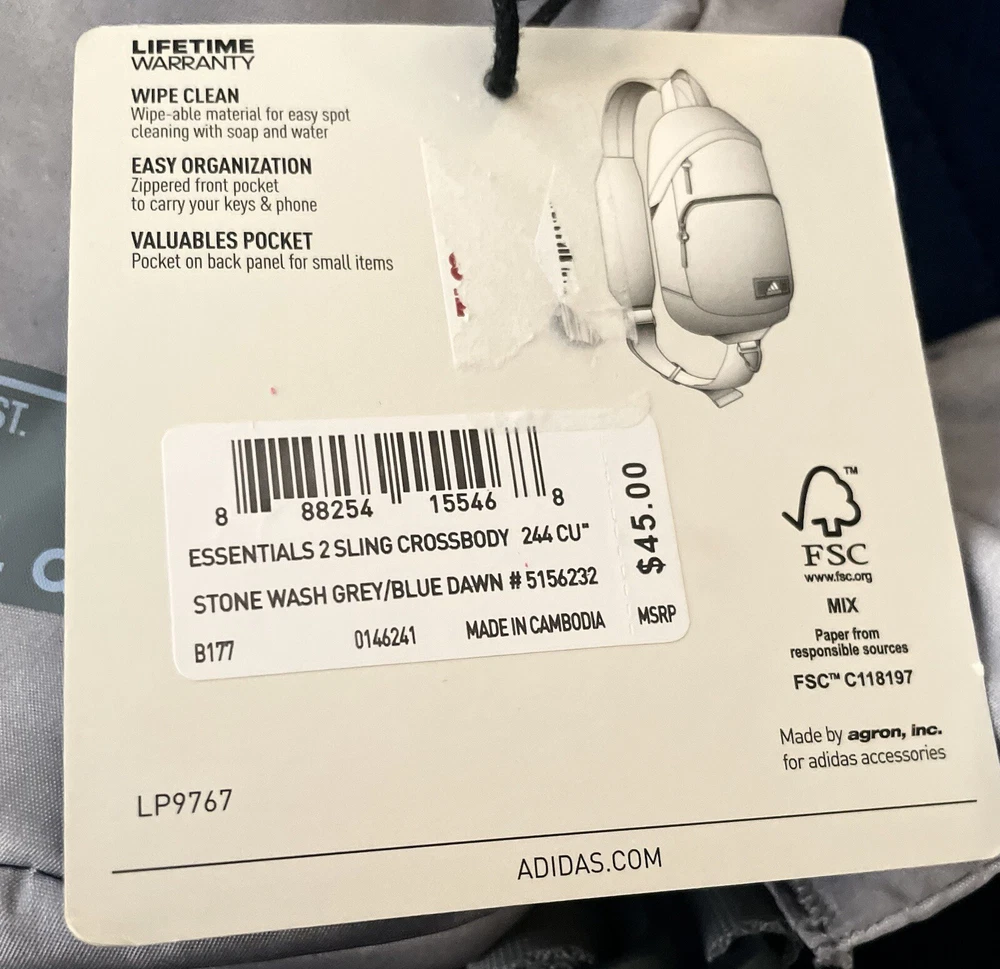 LIFETIME
WARRANTY
WIPE CLEAN
Wipe-able material for easy spot
cleaning with soap and water
EASY ORGANIZATION
Zippered front pocket
to carry your keys & phone
VALUABLES POCKET
Pocket on back panel for small items
ST.
8 88254 15546 8
ESSENTIALS 2 SLING CROSSBODY 244 CU"
STONE WASH GREY/BLUE DAWN # 5156232
B177 0146241 MADE IN CAMBODIA
$45.00
MSRP
FSC
TM
www.fsc.org
MIX
Paper from
responsible sources
FSC™ C118197
Made by agron, inc.
for adidas accessories
LP9767
ADIDAS.COM